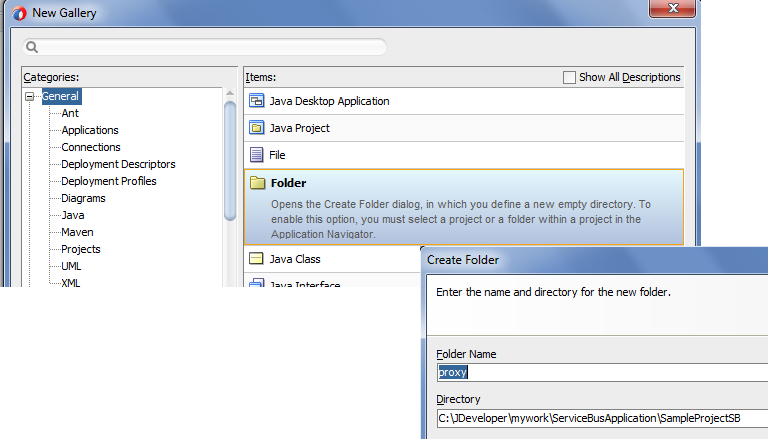 New Gallery
Categories:
General
Ant
Applications
Connections
Deployment Descriptors
Deployment Profiles
Diagrams
Java
Maven
Projects
UML
XML
Items:
Show All Descriptions
Java Desktop Application
Java Project
File
Folder
Opens the Create Folder dialog, in which you define a new empty directory. To
enable this option, you must select a project or a folder within a project in the
Application Navigator.
Java Class
Java Interface
Create Folder
Enter the name and directory for the new folder.
Folder Name
proxy
Directory
C:\JDeveloper\mywork\ServiceBusApplication\SampleProjectSB